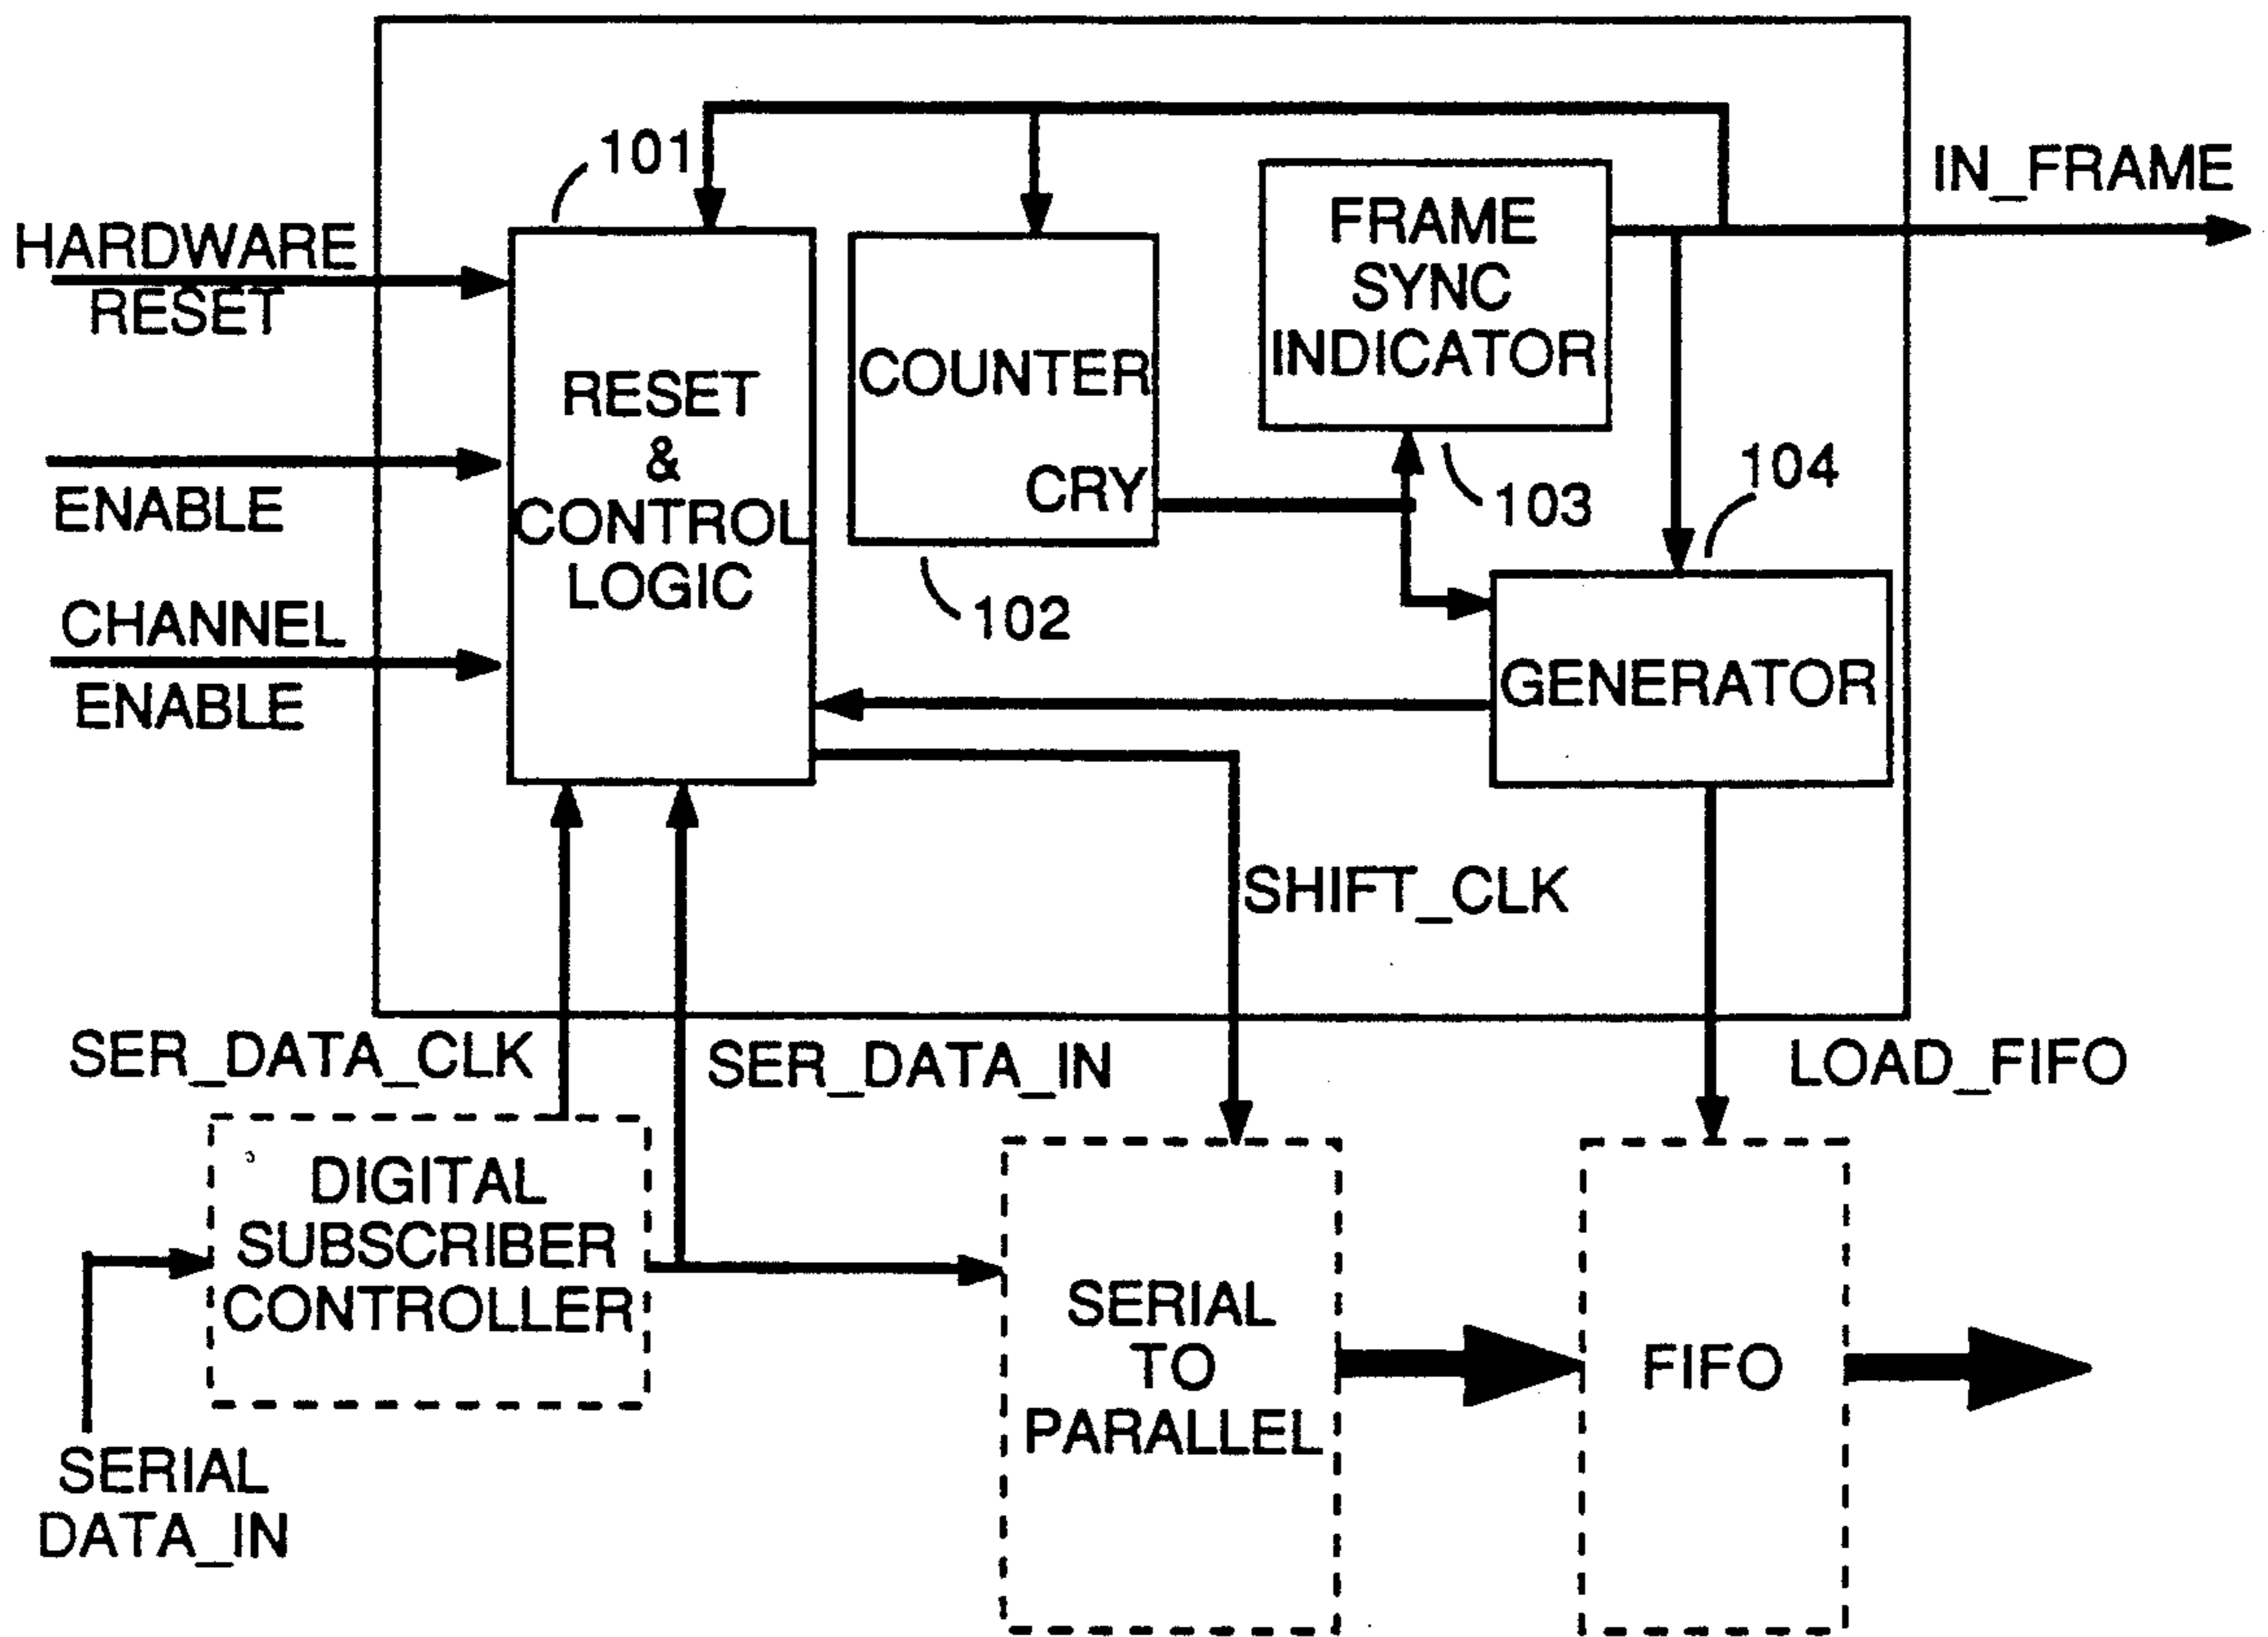 101
IN_FRAME
HARDWARE
RESET
FRAME
SYNC
INDICATOR
COUNTER
CRY
RESET
&
CONTROL
LOGIC
ENABLE
103
104
102
CHANNEL
ENABLE
GENERATOR
SHIFT_CLK
SER_DATA_CLK
SER_DATA_IN
LOAD_FIFO
DIGITAL
SUBSCRIBER
CONTROLLER
SERIAL
TO
PARALLEL
FIFO
SERIAL
DATA_IN